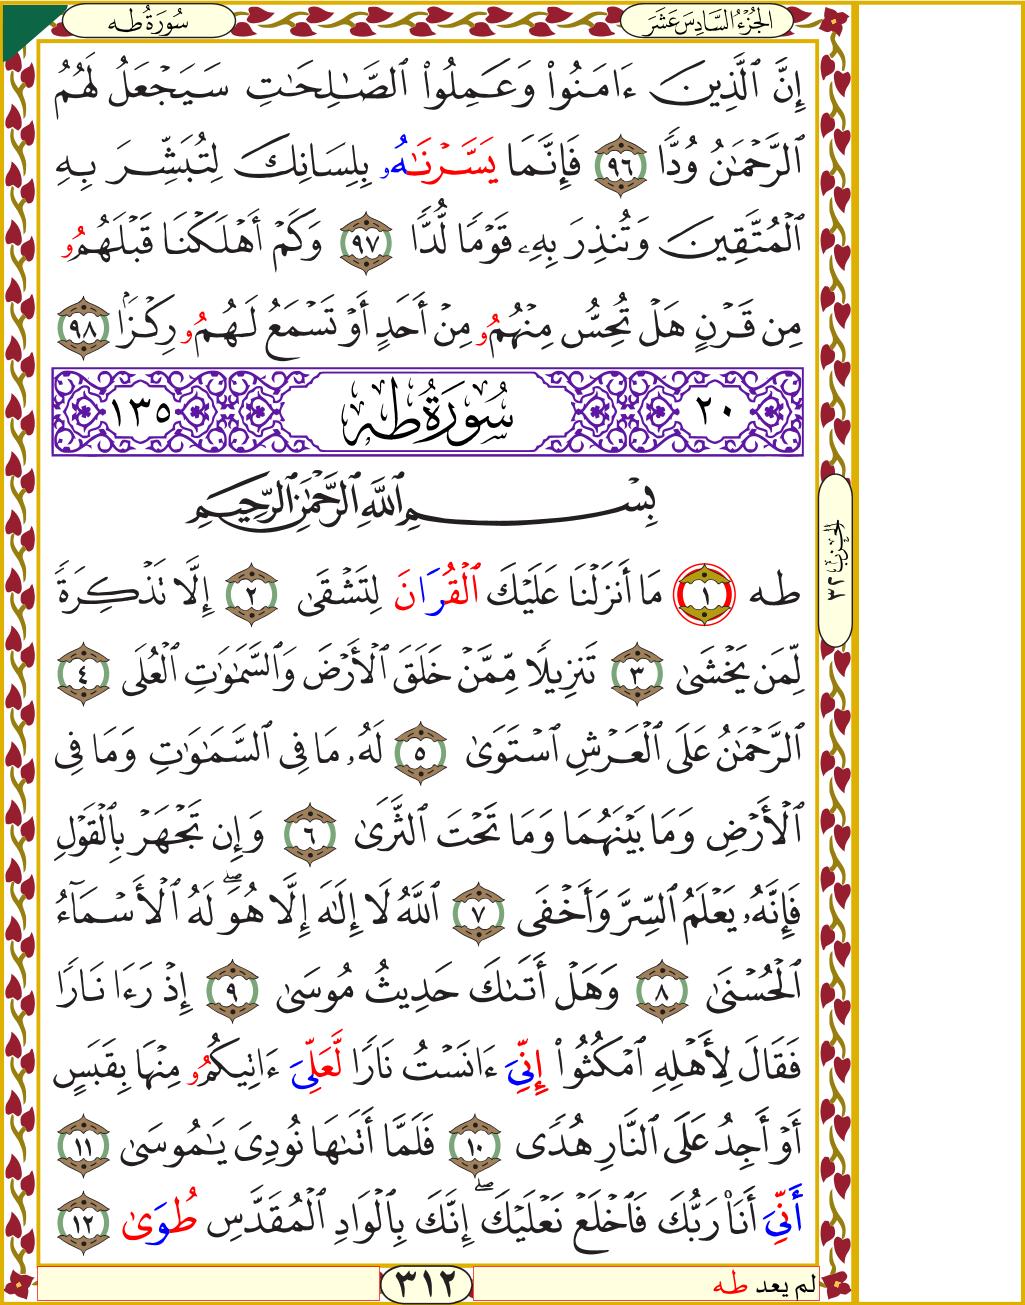 الجُزْءُ السَّادِسَ عَشَرَ
سُورَةُ طه
إِنَّ ٱلَّذِينَ ءَامَنُواْ وَعَمِلُواْ ٱلصَّـٰلِحَـٰتِ سَيَجْعَلُ لَهُمُ
ٱلرَّحْمَـٰنُ وُدًّا ٩٦ فَإِنَّمَا يَسَّرْنَـٰهُۥ بِلِسَانِكَ لِتُبَشِّرَ بِهِ
ٱلْمُتَّقِينَ وَتُنذِرَ بِهِۦ قَوْمًا لُّدًّا ٩٧ وَكَمْ أَهْلَكْنَا قَبْلَهُمُۥ
مِن قَرْنٍ هَلْ تُحِسُّ مِنْهُمُۥ مِنْ أَحَدٍ أَوْ تَسْمَعُ لَهُمُۥ رِكْزًا ٩٨
٢٠ سُورَةُ طه ١٣٥
بِسْمِ ٱللَّهِ ٱلرَّحْمَـٰنِ ٱلرَّحِيمِ
طه ١ مَا أَنزَلْنَا عَلَيْكَ ٱلْقُرَانَ لِتَشْقَىٰ ٢ إِلَّا تَذْكِرَةً
لِّمَن يَخْشَىٰ ٣ تَنزِيلًا مِّمَّنْ خَلَقَ ٱلْأَرْضَ وَٱلسَّمَـٰوَٰتِ ٱلْعُلَى ٤
ٱلرَّحْمَـٰنُ عَلَى ٱلْعَرْشِ ٱسْتَوَىٰ ٥ لَهُۥ مَا فِى ٱلسَّمَـٰوَٰتِ وَمَا فِى
ٱلْأَرْضِ وَمَا بَيْنَهُمَا وَمَا تَحْتَ ٱلثَّرَىٰ ٦ وَإِن تَجْهَرْ بِٱلْقَوْلِ
فَإِنَّهُۥ يَعْلَمُ ٱلسِّرَّ وَأَخْفَى ٧ ٱللَّهُ لَا إِلَـٰهَ إِلَّا هُوَۖ لَهُ ٱلْأَسْمَآءُ
ٱلْحُسْنَىٰ ٨ وَهَلْ أَتَىٰكَ حَدِيثُ مُوسَىٰ ٩ إِذْ رَءَا نَارًا
فَقَالَ لِأَهْلِهِ ٱمْكُثُواْ إِنِّىَ ءَانَسْتُ نَارًا لَّعَلِّىَ ءَاتِيكُمُۥ مِنْهَا بِقَبَسٍ
أَوْ أَجِدُ عَلَى ٱلنَّارِ هُدًى ١٠ فَلَمَّا أَتَىٰهَا نُودِىَ يَـٰمُوسَىٰ ١١
أَنِّىَ أَنَا۠ رَبُّكَ فَٱخْلَعْ نَعْلَيْكَۖ إِنَّكَ بِٱلْوَادِ ٱلْمُقَدَّسِ طُوَىٰ ١٢
الحِزْبُ ٣٢
لم يعد طه
٣١٢